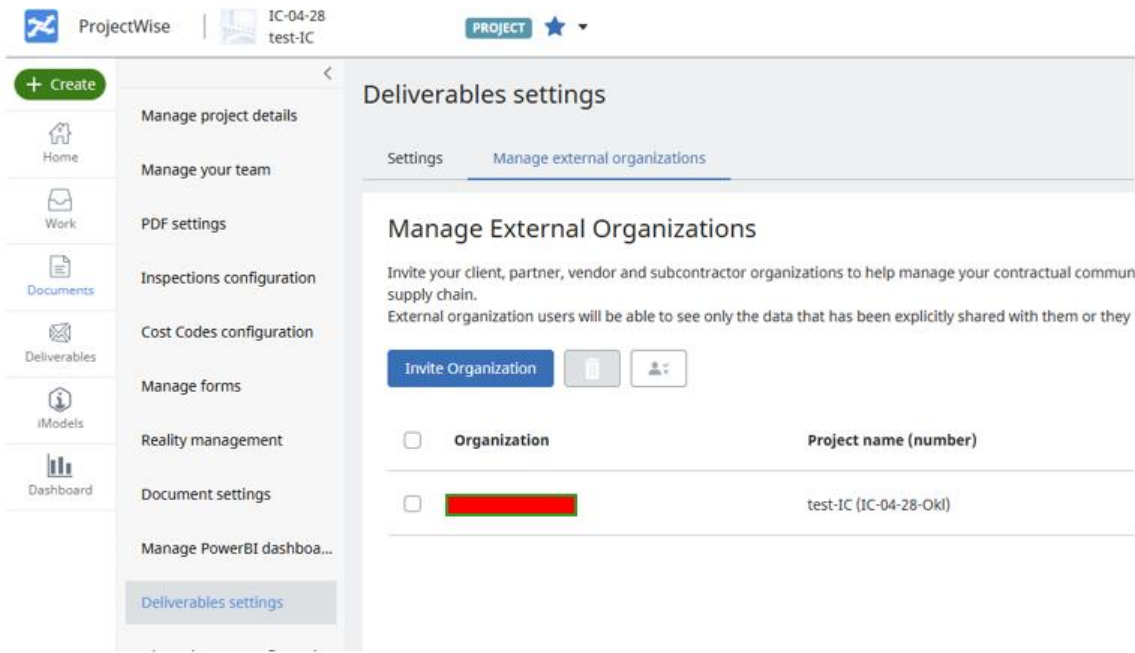 ProjectWise
IC-04-28
test-IC
PROJECT
+ Create
Home
Work
Documents
Deliverables
iModels
Dashboard
Manage project details
Manage your team
PDF settings
Inspections configuration
Cost Codes configuration
Manage forms
Reality management
Document settings
Manage PowerBI dashboa...
Deliverables settings
Deliverables settings
Settings Manage external organizations
Manage External Organizations
Invite your client, partner, vendor and subcontractor organizations to help manage your contractual commun
supply chain.
External organization users will be able to see only the data that has been explicitly shared with them or they
Invite Organization
Organization Project name (number)
test-IC (IC-04-28-Okl)